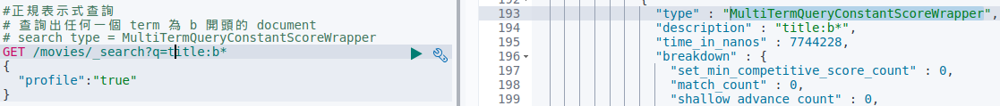 #正規表示式查詢
# 查詢出任何一個 term 為 b 開頭的 document
# search type = MultiTermQueryConstantScoreWrapper
GET /movies/_search?q=title:b*
{
"profile":"true"
}
192
{
193 "type" : "MultiTermQueryConstantScoreWrapper",
194 "description" : "title:b*",
195 "time_in_nanos" : 7744228,
196 "breakdown" : {
197 "set_min_competitive_score_count" : 0,
198 "match_count" : 0,
199 "shallow_advance_count" : 0,